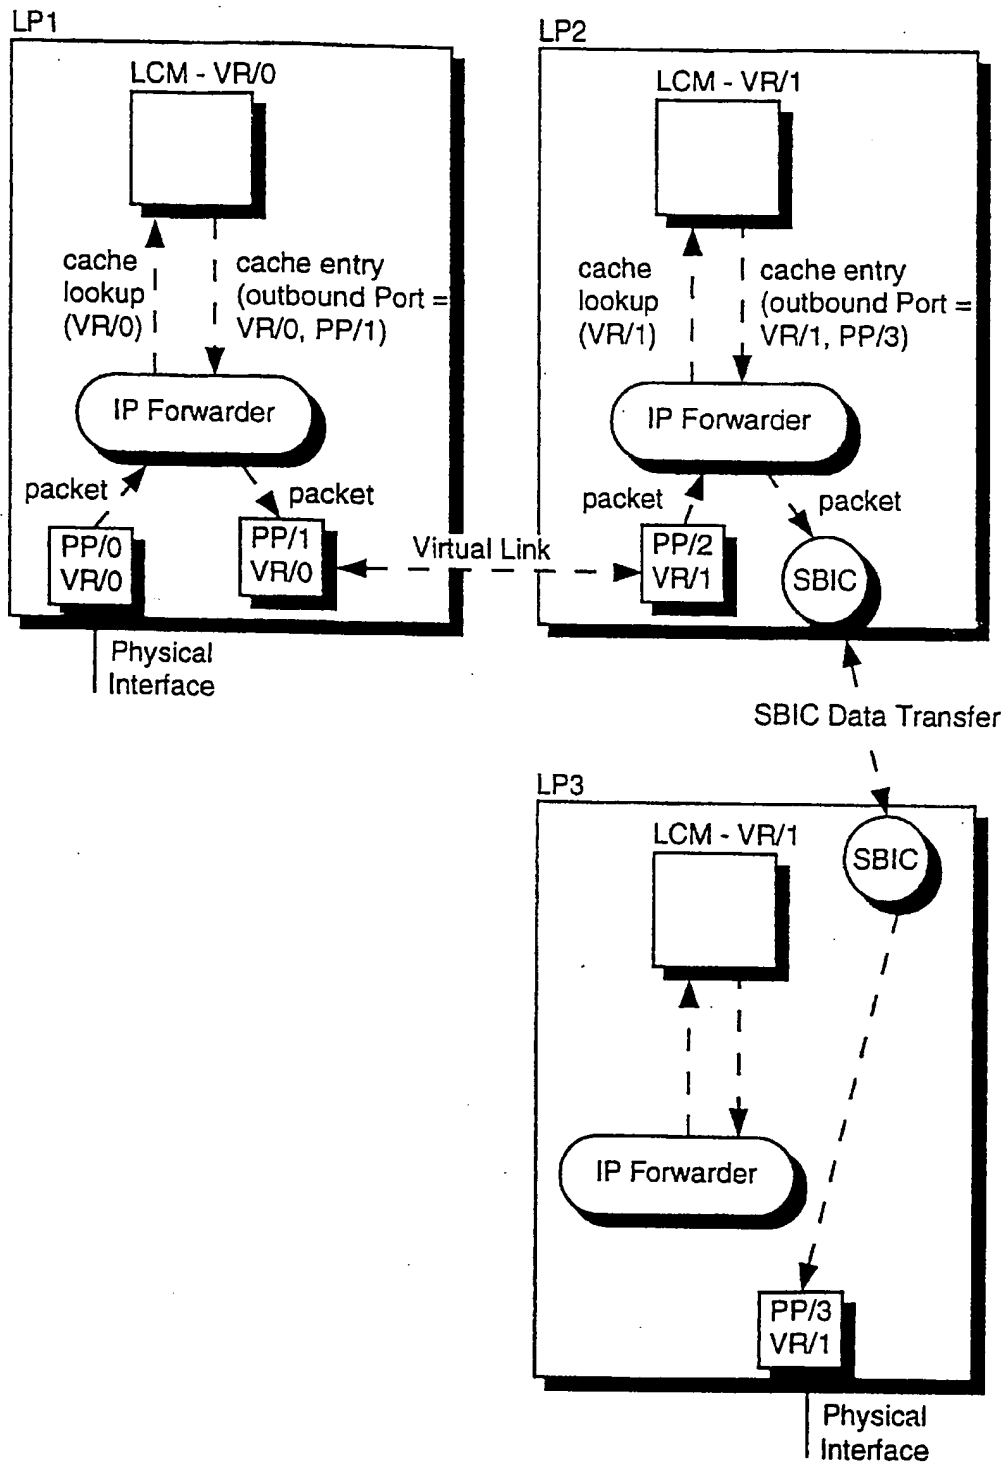 LP1
LCM - VR/0
cache
lookup
(VR/0)
cache entry
(outbound Port =
VR/0, PP/1)
IP Forwarder
packet
packet
PP/0
VR/0
PP/1
VR/0
Physical
Interface
Virtual Link
LP2
LCM - VR/1
cache
lookup
(VR/1)
cache entry
(outbound Port =
VR/1, PP/3)
IP Forwarder
packet
packet
PP/2
VR/1
SBIC
SBIC Data Transfer
LP3
LCM - VR/1
SBIC
IP Forwarder
PP/3
VR/1
Physical
Interface